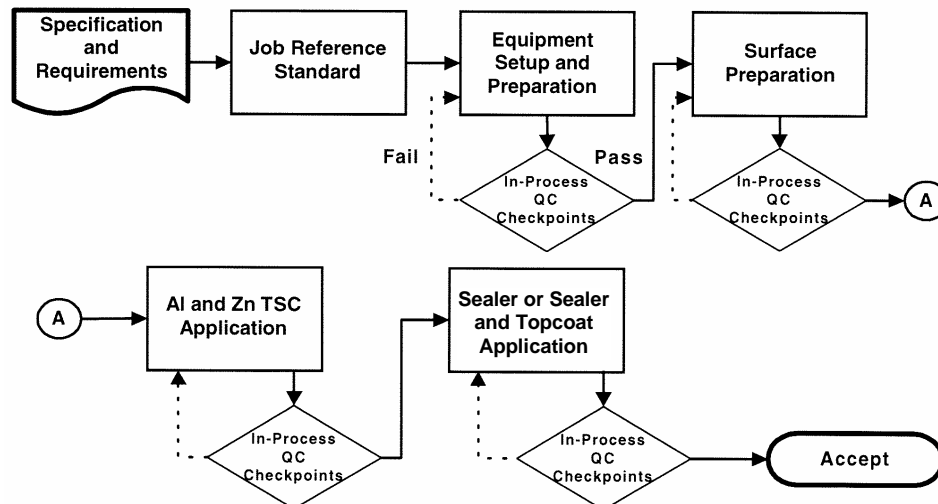 Specification
and
Requirements
Job Reference
Standard
Equipment
Setup and
Preparation
Surface
Preparation
Fail
Pass
In-Process
QC
Checkpoints
In-Process
QC
Checkpoints
A
A
Al and Zn TSC
Application
Sealer or Sealer
and Topcoat
Application
In-Process
QC
Checkpoints
In-Process
QC
Checkpoints
Accept